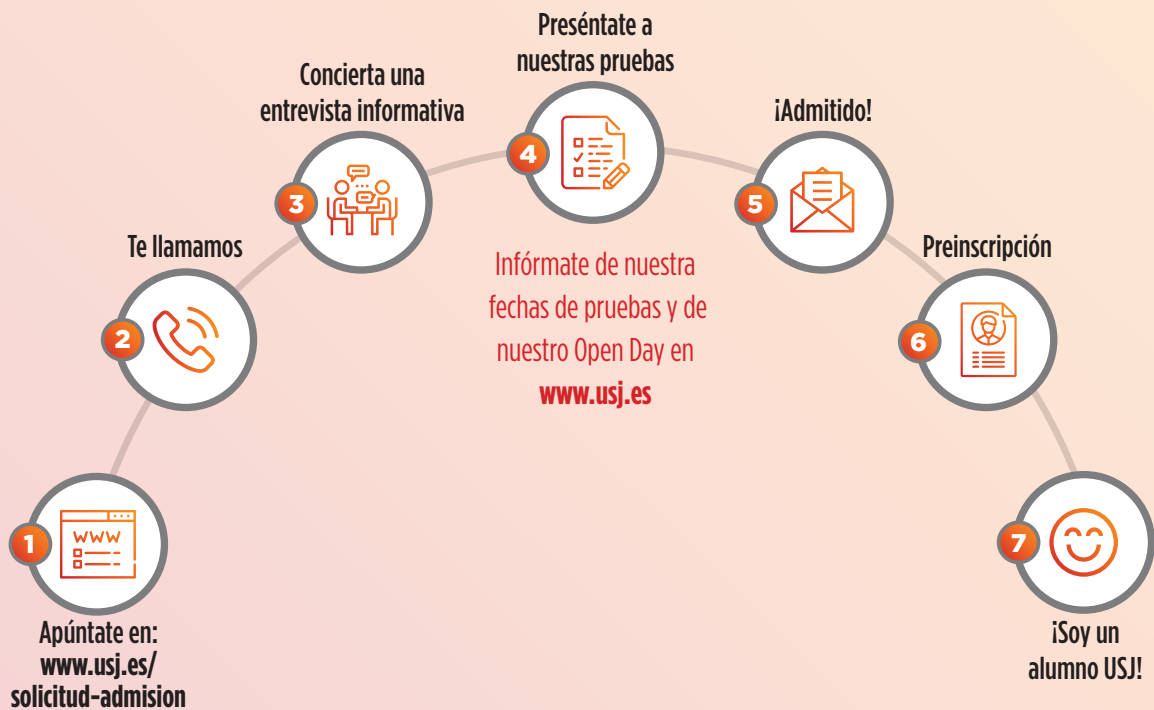 1
WWW
Apúntate en:
www.usj.es/
solicitud-admision
2
Te llamamos
3
Concierta una
entrevista informativa
4
Preséntate a
nuestras pruebas
Infórmate de nuestra
fechas de pruebas y de
nuestro Open Day en
www.usj.es
5
¡Admitido!
6
Preinscripción
7
¡Soy un
alumno USJ!